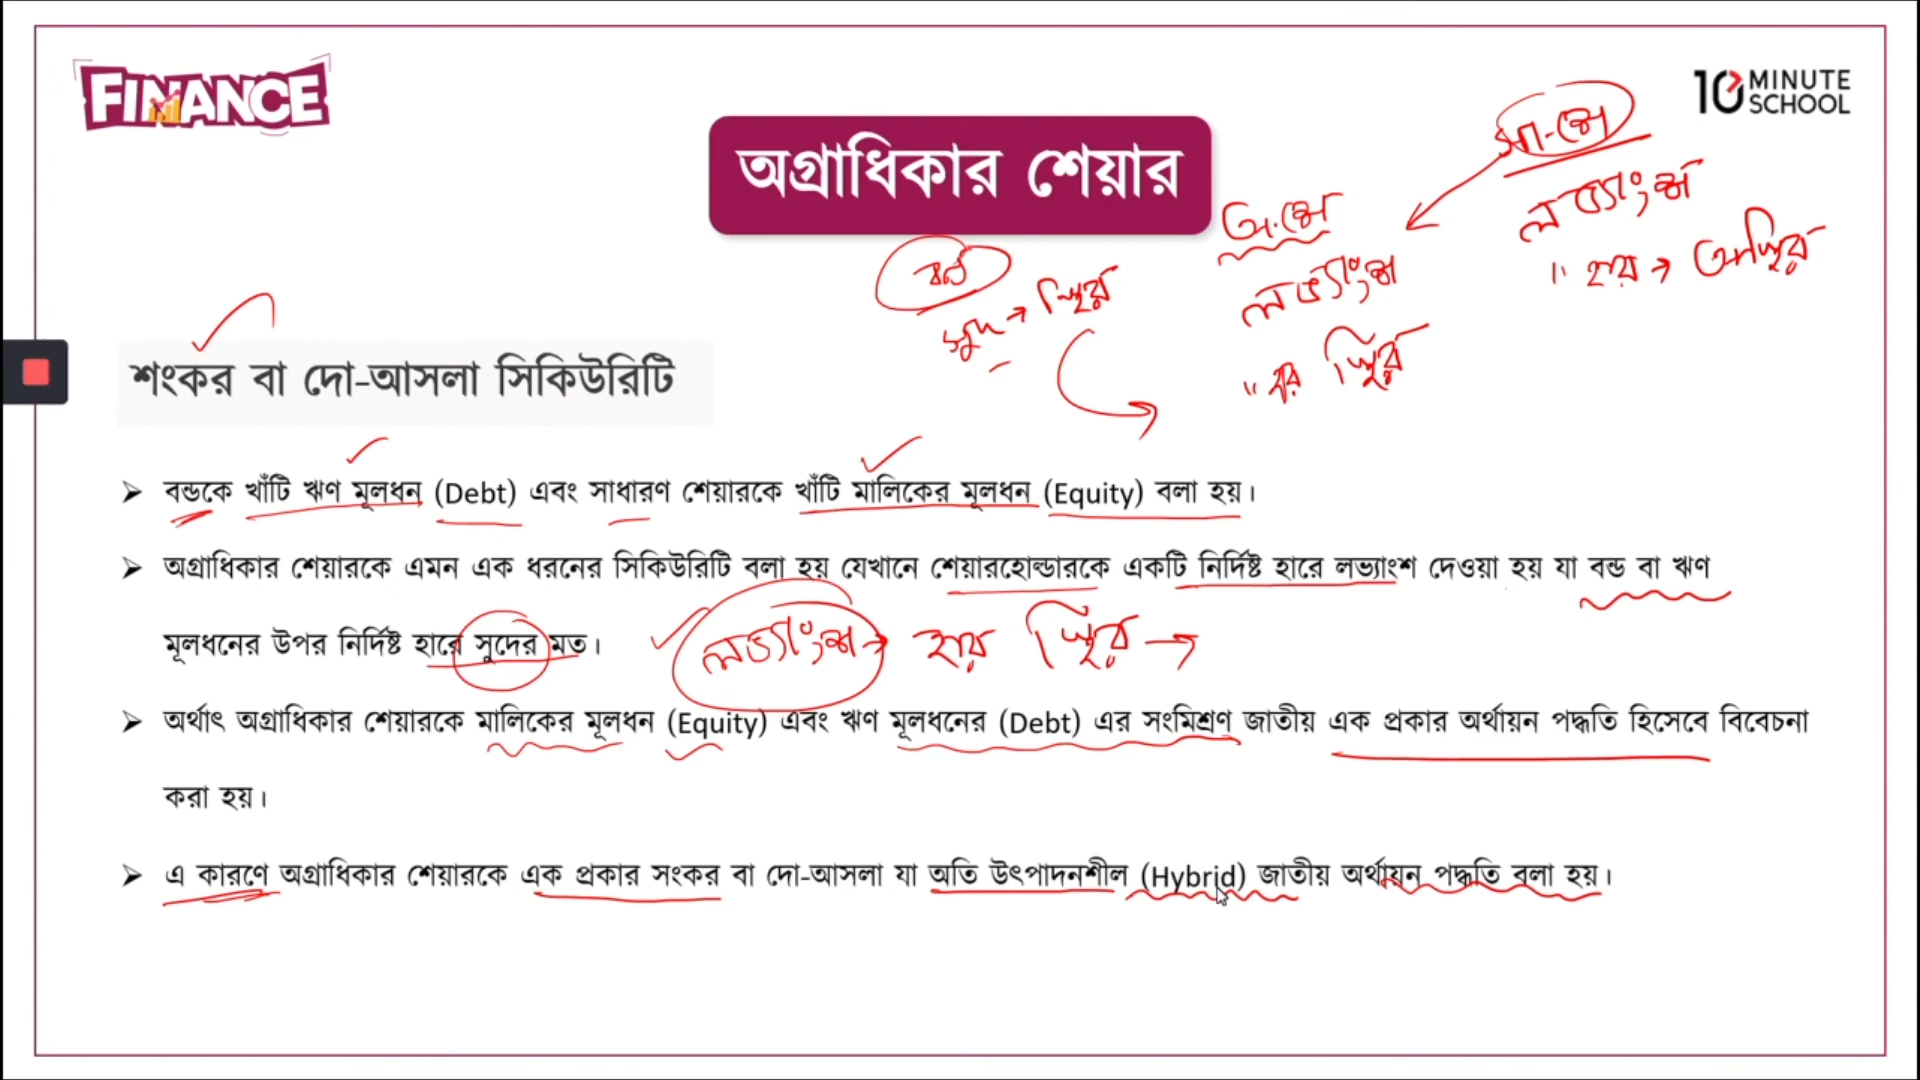 FINANCE
10 MINUTE SCHOOL
অগ্রাধিকার শেয়ার
সা-শে
লভ্যাংশ
" হার → অস্থির
অ.শে
লভ্যাংশ
" হার স্থির
বন্ড
সুদ → স্থির
শংকর বা দো-আসলা সিকিউরিটি
➤ বন্ডকে খাঁটি ঋণ মূলধন (Debt) এবং সাধারণ শেয়ারকে খাঁটি মালিকের মূলধন (Equity) বলা হয়।
➤ অগ্রাধিকার শেয়ারকে এমন এক ধরনের সিকিউরিটি বলা হয় যেখানে শেয়ারহোল্ডারকে একটি নির্দিষ্ট হারে লভ্যাংশ দেওয়া হয় যা বন্ড বা ঋণ
মূলধনের উপর নির্দিষ্ট হারে সুদের মত।
লভ্যাংশ → হার স্থির →
➤ অর্থাৎ অগ্রাধিকার শেয়ারকে মালিকের মূলধন (Equity) এবং ঋণ মূলধনের (Debt) এর সংমিশ্রণ জাতীয় এক প্রকার অর্থায়ন পদ্ধতি হিসেবে বিবেচনা
করা হয়।
➤ এ কারণে অগ্রাধিকার শেয়ারকে এক প্রকার সংকর বা দো-আসলা যা অতি উৎপাদনশীল (Hybrid) জাতীয় অর্থায়ন পদ্ধতি বলা হয়।